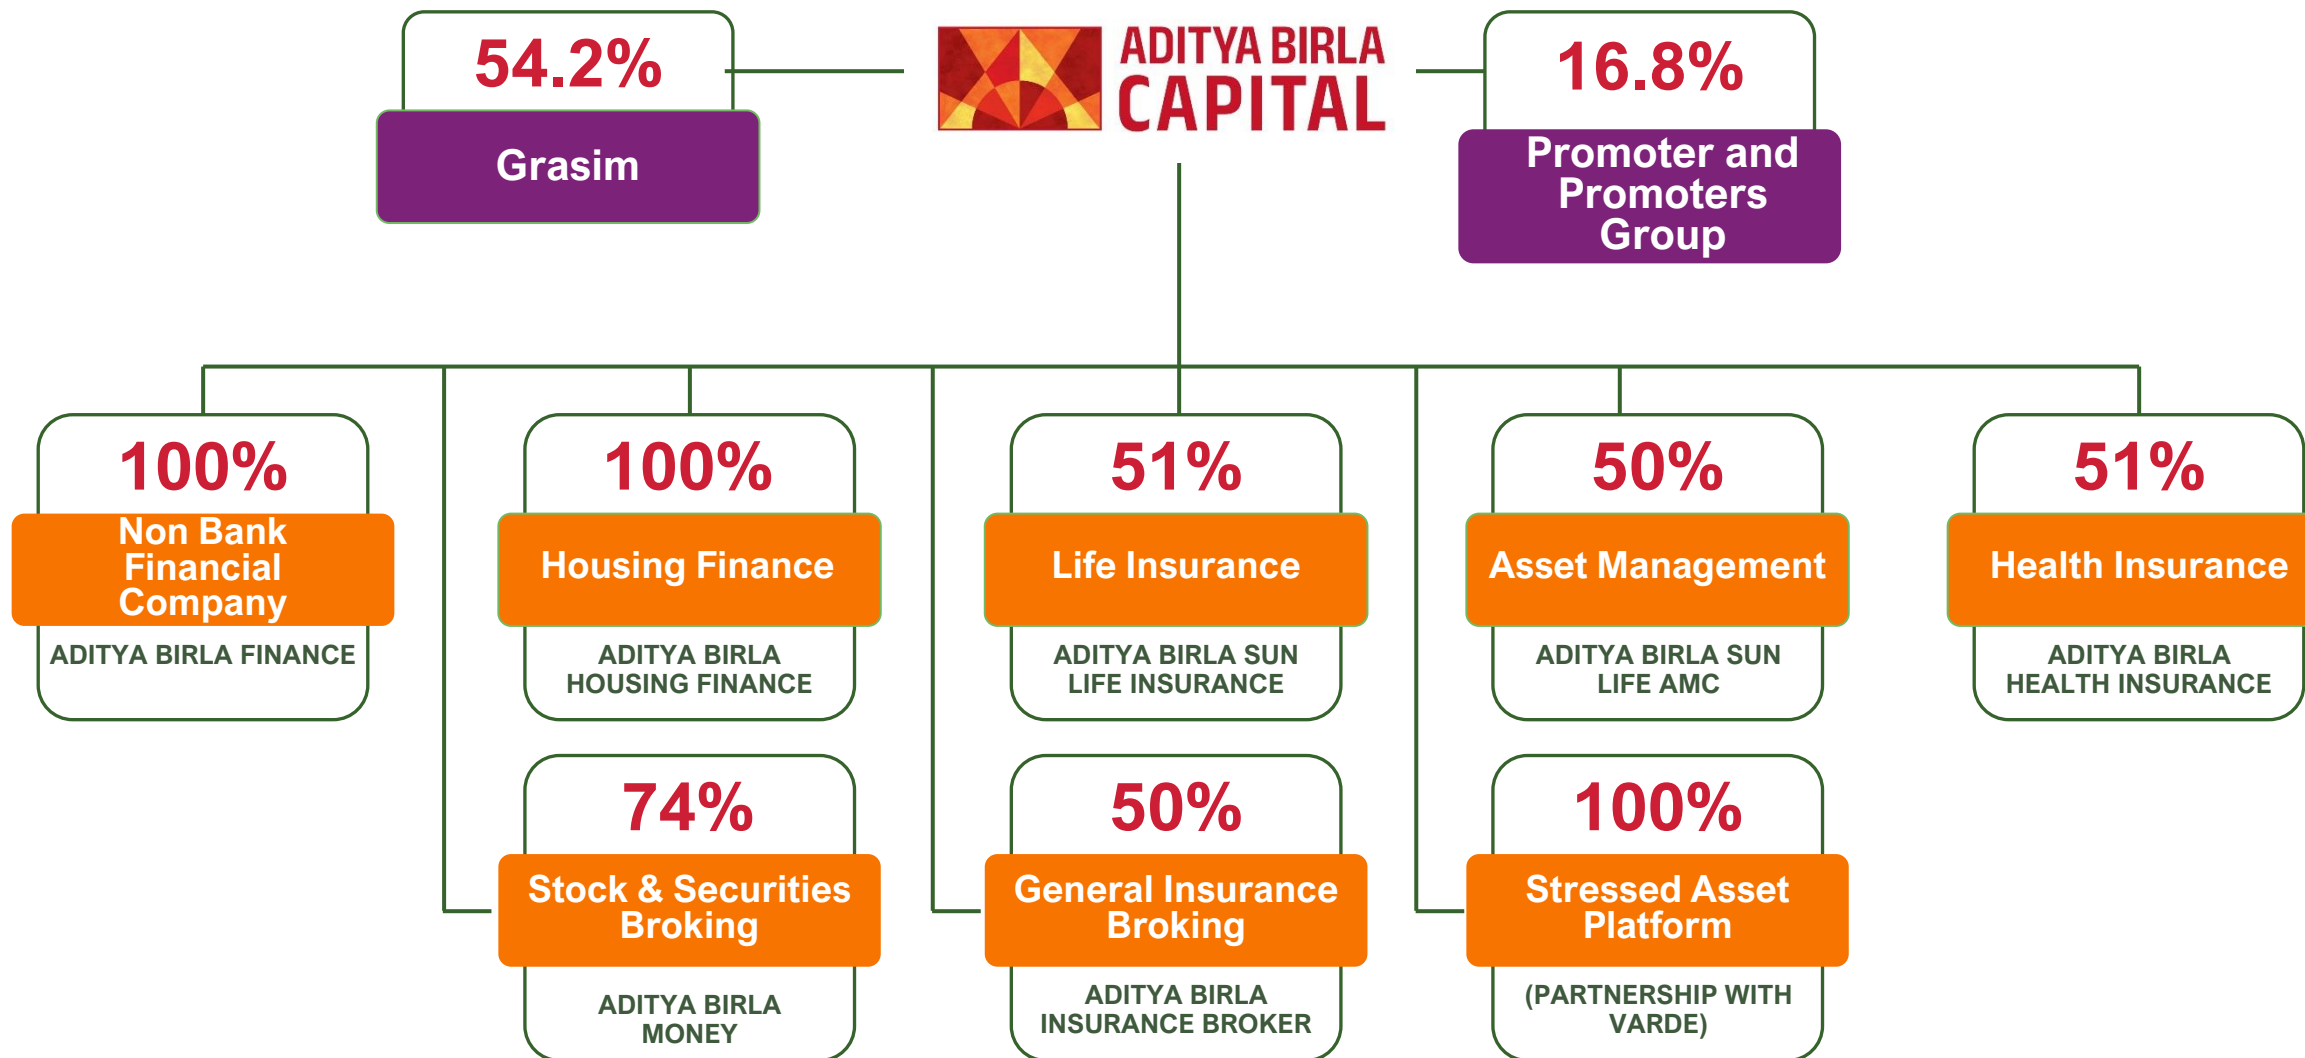 54.2%
Grasim
ADITYA BIRLA
CAPITAL
16.8%
Promoter and
Promoters
Group
100%
Non Bank
Financial
Company
ADITYA BIRLA FINANCE
100%
Housing Finance
ADITYA BIRLA
HOUSING FINANCE
51%
Life Insurance
ADITYA BIRLA SUN
LIFE INSURANCE
50%
Asset Management
ADITYA BIRLA SUN
LIFE AMC
51%
Health Insurance
ADITYA BIRLA
HEALTH INSURANCE
74%
Stock & Securities
Broking
ADITYA BIRLA
MONEY
50%
General Insurance
Broking
ADITYA BIRLA
INSURANCE BROKER
100%
Stressed Asset
Platform
(PARTNERSHIP WITH
VARDE)